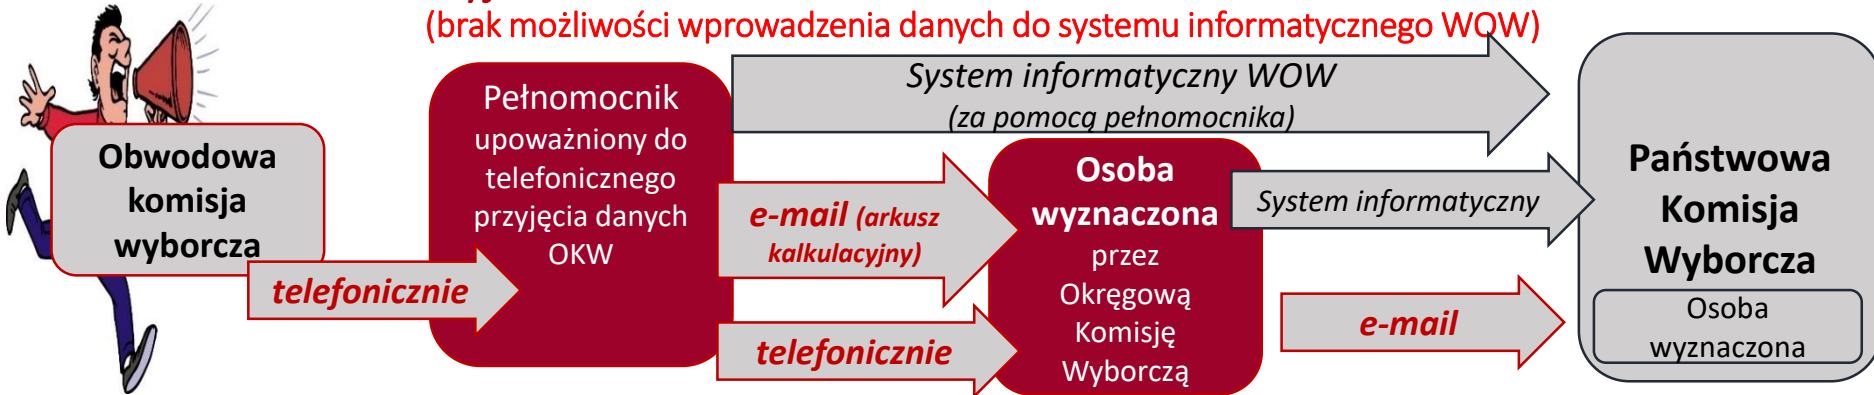 (brak możliwości wprowadzenia danych do systemu informatycznego WOW)
Obwodowa
komisja
wyborcza
telefonicznie
Pełnomocnik
upoważniony do
telefonicznego
przyjęcia danych
OKW
System informatyczny WOW
(za pomocą pełnomocnika)
e-mail (arkusz
kalkulacyjny)
telefonicznie
Osoba
wyznaczona
przez
Okręgową
Komisję
Wyborczą
System informatyczny
e-mail
Państwowa
Komisja
Wyborcza
Osoba
wyznaczona